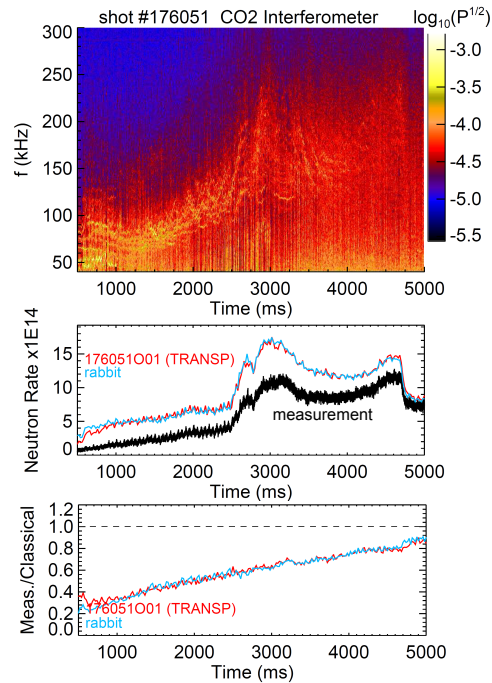 shot #176051 CO2 Interferometer log10(P1/2)
f (kHz)
300
250
200
150
100
50
-3.0
-3.5
-4.0
-4.5
-5.0
-5.5
1000 2000 3000 4000 5000
Time (ms)
Neutron Rate x1E14
15
10
5
0
176051O01 (TRANSP)
rabbit
measurement
1000 2000 3000 4000 5000
Time (ms)
Meas./Classical
1.2
1.0
0.8
0.6
0.4
0.2
0.0
176051O01 (TRANSP)
rabbit
1000 2000 3000 4000 5000
Time (ms)